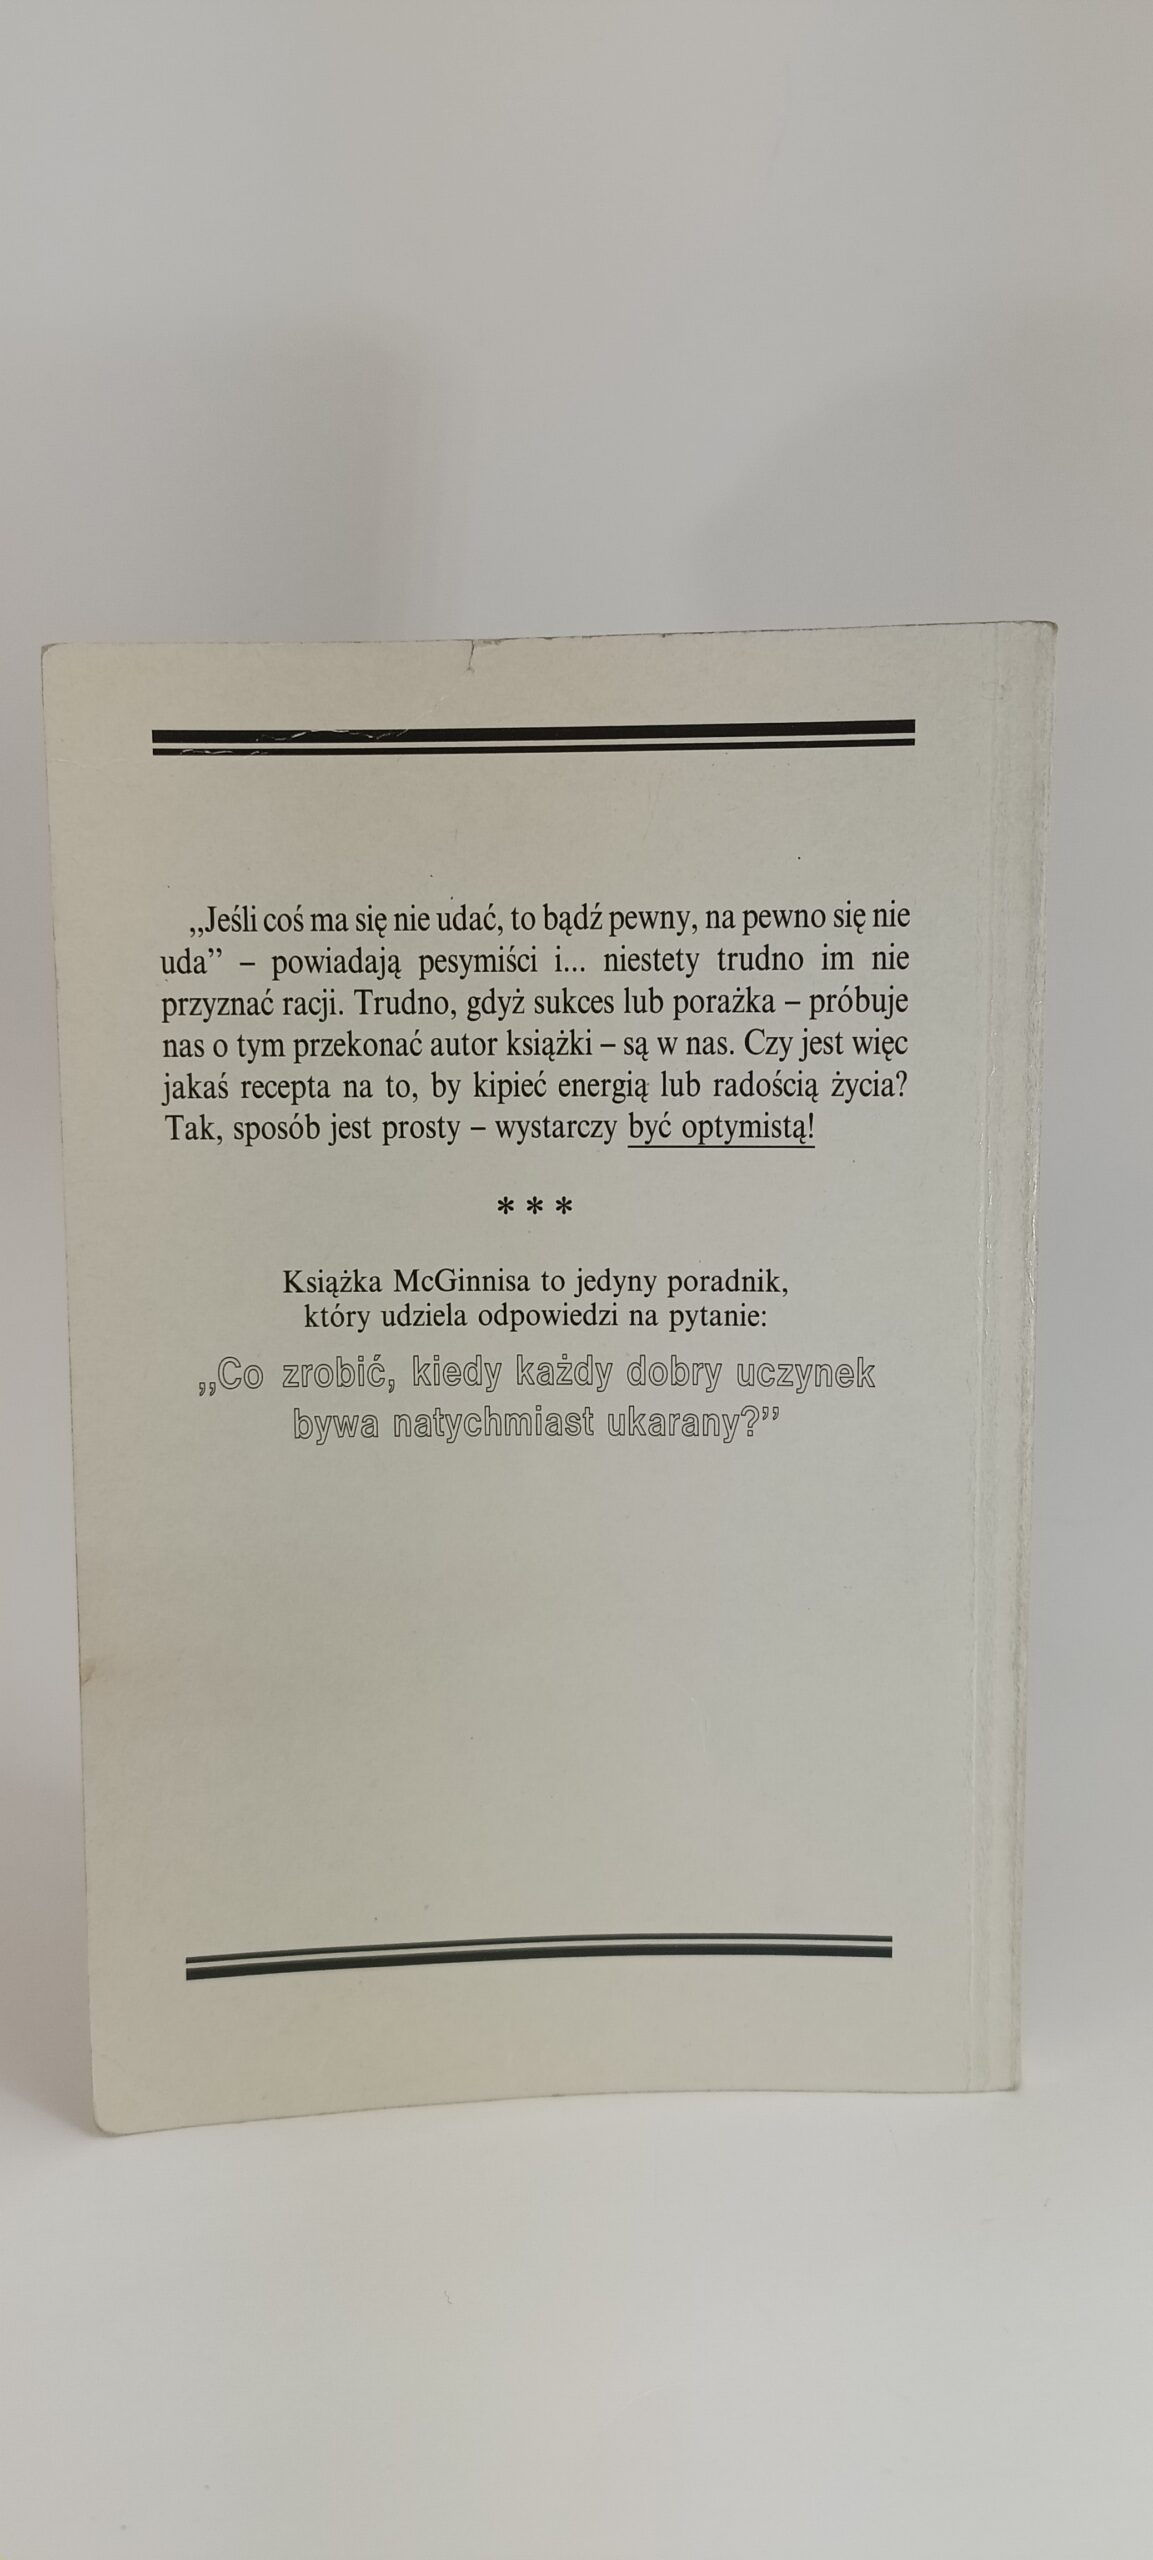 „Jeśli coś ma się nie udać, to bądź pewny, na pewno się nie
uda” – powiadają pesymiści i... niestety trudno im nie
przyznać racji. Trudno, gdyż sukces lub porażka – próbuje
nas o tym przekonać autor książki – są w nas. Czy jest więc
jakaś recepta na to, by kipieć energią lub radością życia?
Tak, sposób jest prosty – wystarczy być optymistą!
* * *
Książka McGinnisa to jedyny poradnik,
który udziela odpowiedzi na pytanie:
„Co zrobić, kiedy każdy dobry uczynek
bywa natychmiast ukarany?”